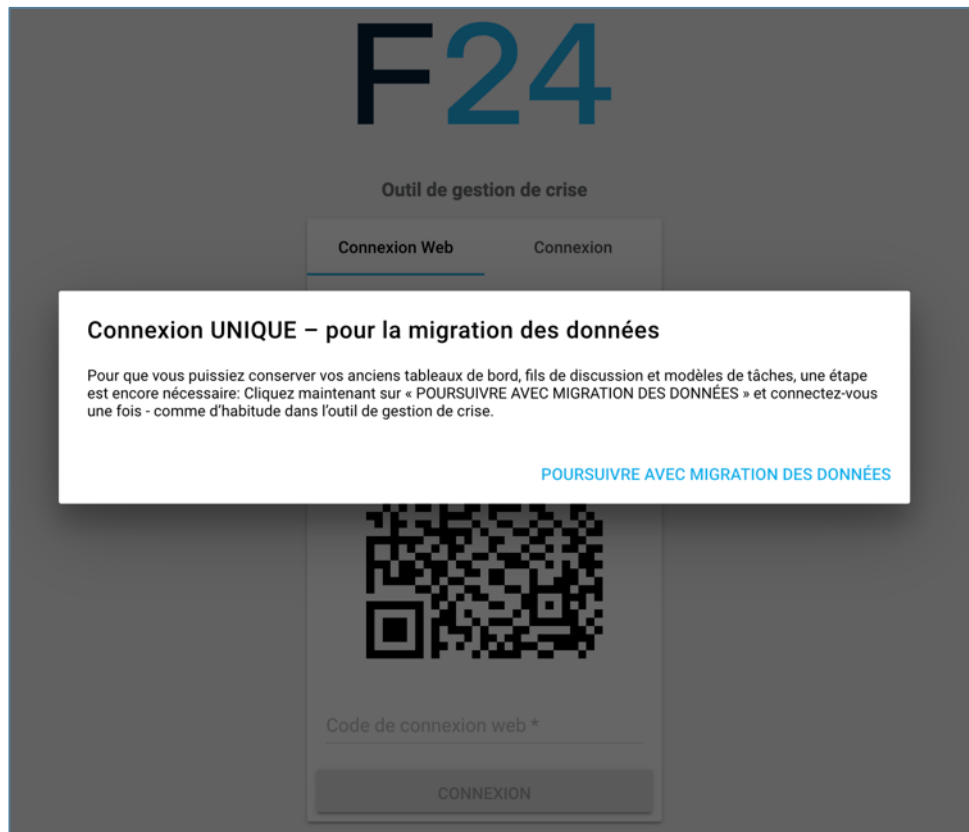 F24
Outil de gestion de crise
Connexion Web
Connexion
Connexion UNIQUE – pour la migration des données
Pour que vous puissiez conserver vos anciens tableaux de bord, fils de discussion et modèles de tâches, une étape
est encore nécessaire: Cliquez maintenant sur « POURSUIVRE AVEC MIGRATION DES DONNÉES » et connectez-vous
une fois - comme d'habitude dans l'outil de gestion de crise.
POURSUIVRE AVEC MIGRATION DES DONNÉES
Code de connexion web *
CONNEXION